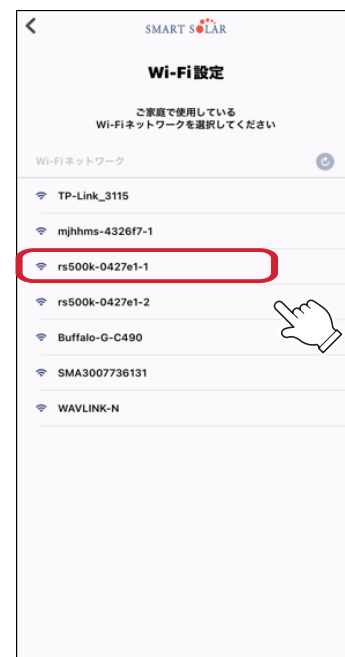 SMART SOLAR
Wi-Fi設定
ご家庭で使用している
Wi-Fiネットワークを選択してください
Wi-Fiネットワーク
TP-Link_3115
mjhhms-4326f7-1
rs500k-0427e1-1
rs500k-0427e1-2
Buffalo-G-C490
SMA3007736131
WAVLINK-N